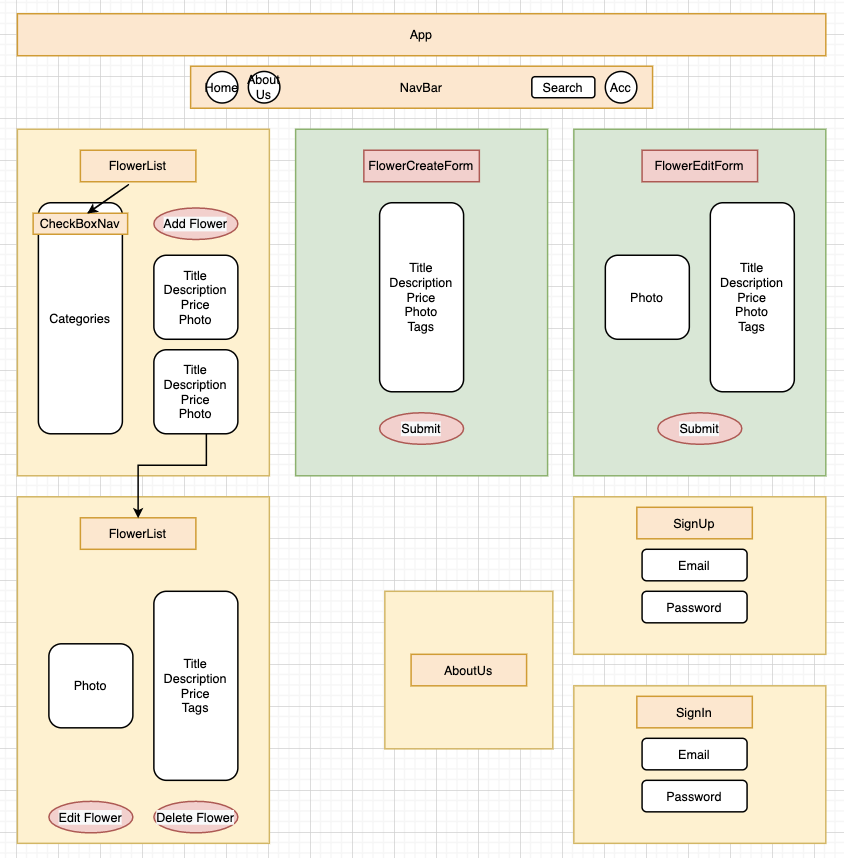 App
Home
About
Us
NavBar
Search
Acc
FlowerList
CheckBoxNav
Categories
Add Flower
Title
Description
Price
Photo
Title
Description
Price
Photo
FlowerCreateForm
Title
Description
Price
Photo
Tags
Submit
FlowerEditForm
Photo
Title
Description
Price
Photo
Tags
Submit
FlowerList
Photo
Title
Description
Price
Tags
Edit Flower
Delete Flower
AboutUs
SignUp
Email
Password
SignIn
Email
Password